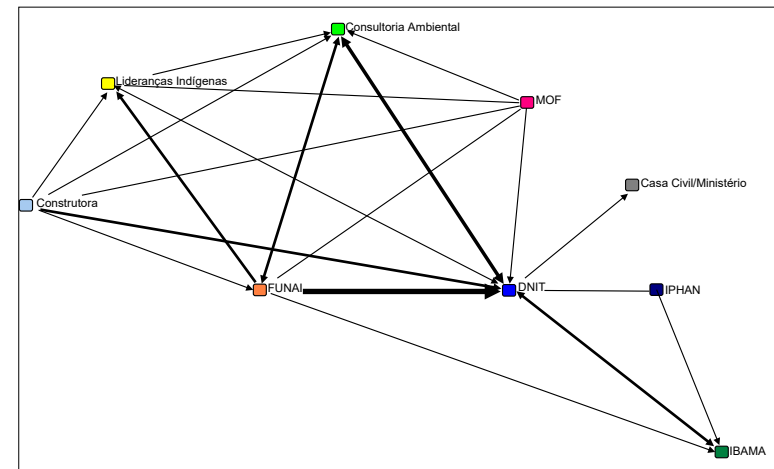 Consultoria Ambiental
Lideranças Indígenas
MOF
Casa Civil/Ministério
Construtora
FUNAI
DNIT
IPHAN
IBAMA